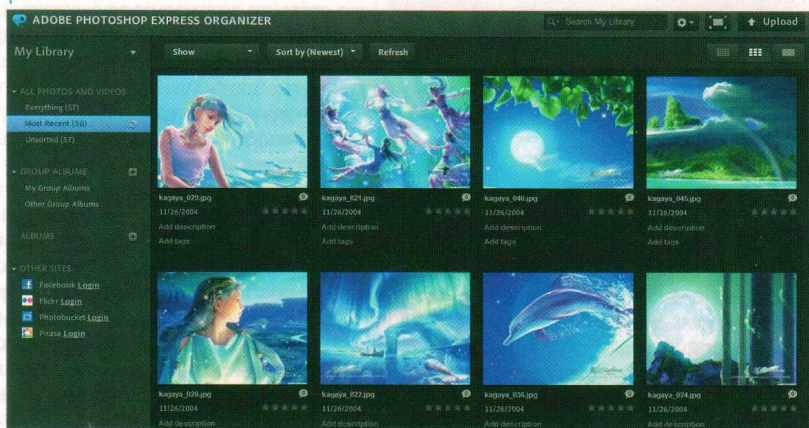 ADOBE PHOTOSHOP EXPRESS ORGANIZER
Search My Library
Upload
My Library
Show
Sort by (Newest)
Refresh
ALL PHOTOS AND VIDEOS
Everything (57)
Most Recent (50)
Unsorted (57)
GROUP ALBUMS
My Group Albums
Other Group Albums
ALBUMS
OTHER SITES
Facebook Login
Flickr Login
Photobucket Login
Picasa Login
kagaya_029.jpg
11/26/2004
Add description
Add tags
kagaya_021.jpg
11/26/2004
Add description
Add tags
kagaya_040.jpg
11/26/2004
Add description
Add tags
kagaya_045.jpg
11/26/2004
Add description
Add tags
kagaya_020.jpg
11/26/2004
Add description
kagaya_022.jpg
11/26/2004
Add description
kagaya_036.jpg
11/26/2004
Add description
kagaya_024.jpg
11/26/2004
Add description